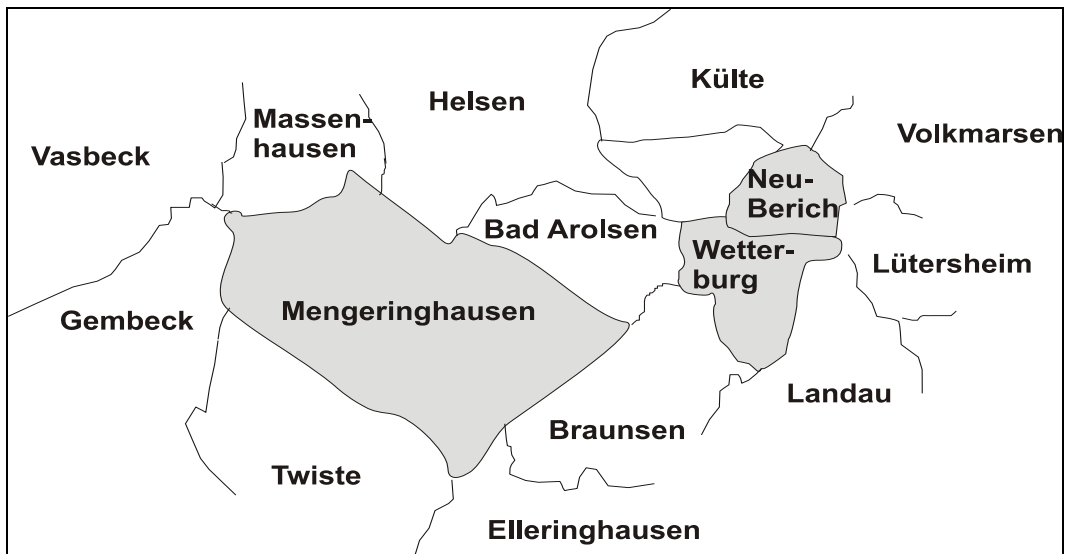 Külte
Helsen
Massen-
hausen
Volkmarsen
Vasbeck
Neu-
Berich
Bad Arolsen
Wetter-
burg
Lütersheim
Mengeringhausen
Gembeck
Landau
Braunsen
Twiste
Elleringhausen